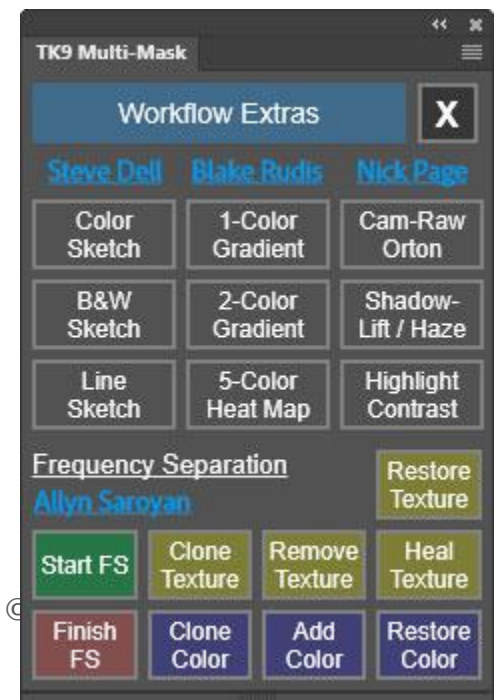 TK9 Multi-Mask
Workflow Extras
X
Steve Dell Blake Rudis Nick Page
Color
Sketch
1-Color
Gradient
Cam-Raw
Orton
B&W
Sketch
2-Color
Gradient
Shadow-
Lift / Haze
Line
Sketch
5-Color
Heat Map
Highlight
Contrast
Frequency Separation
Allyn Saroyan
Restore
Texture
Start FS
Clone
Texture
Remove
Texture
Heal
Texture
©
Finish
FS
Clone
Color
Add
Color
Restore
Color